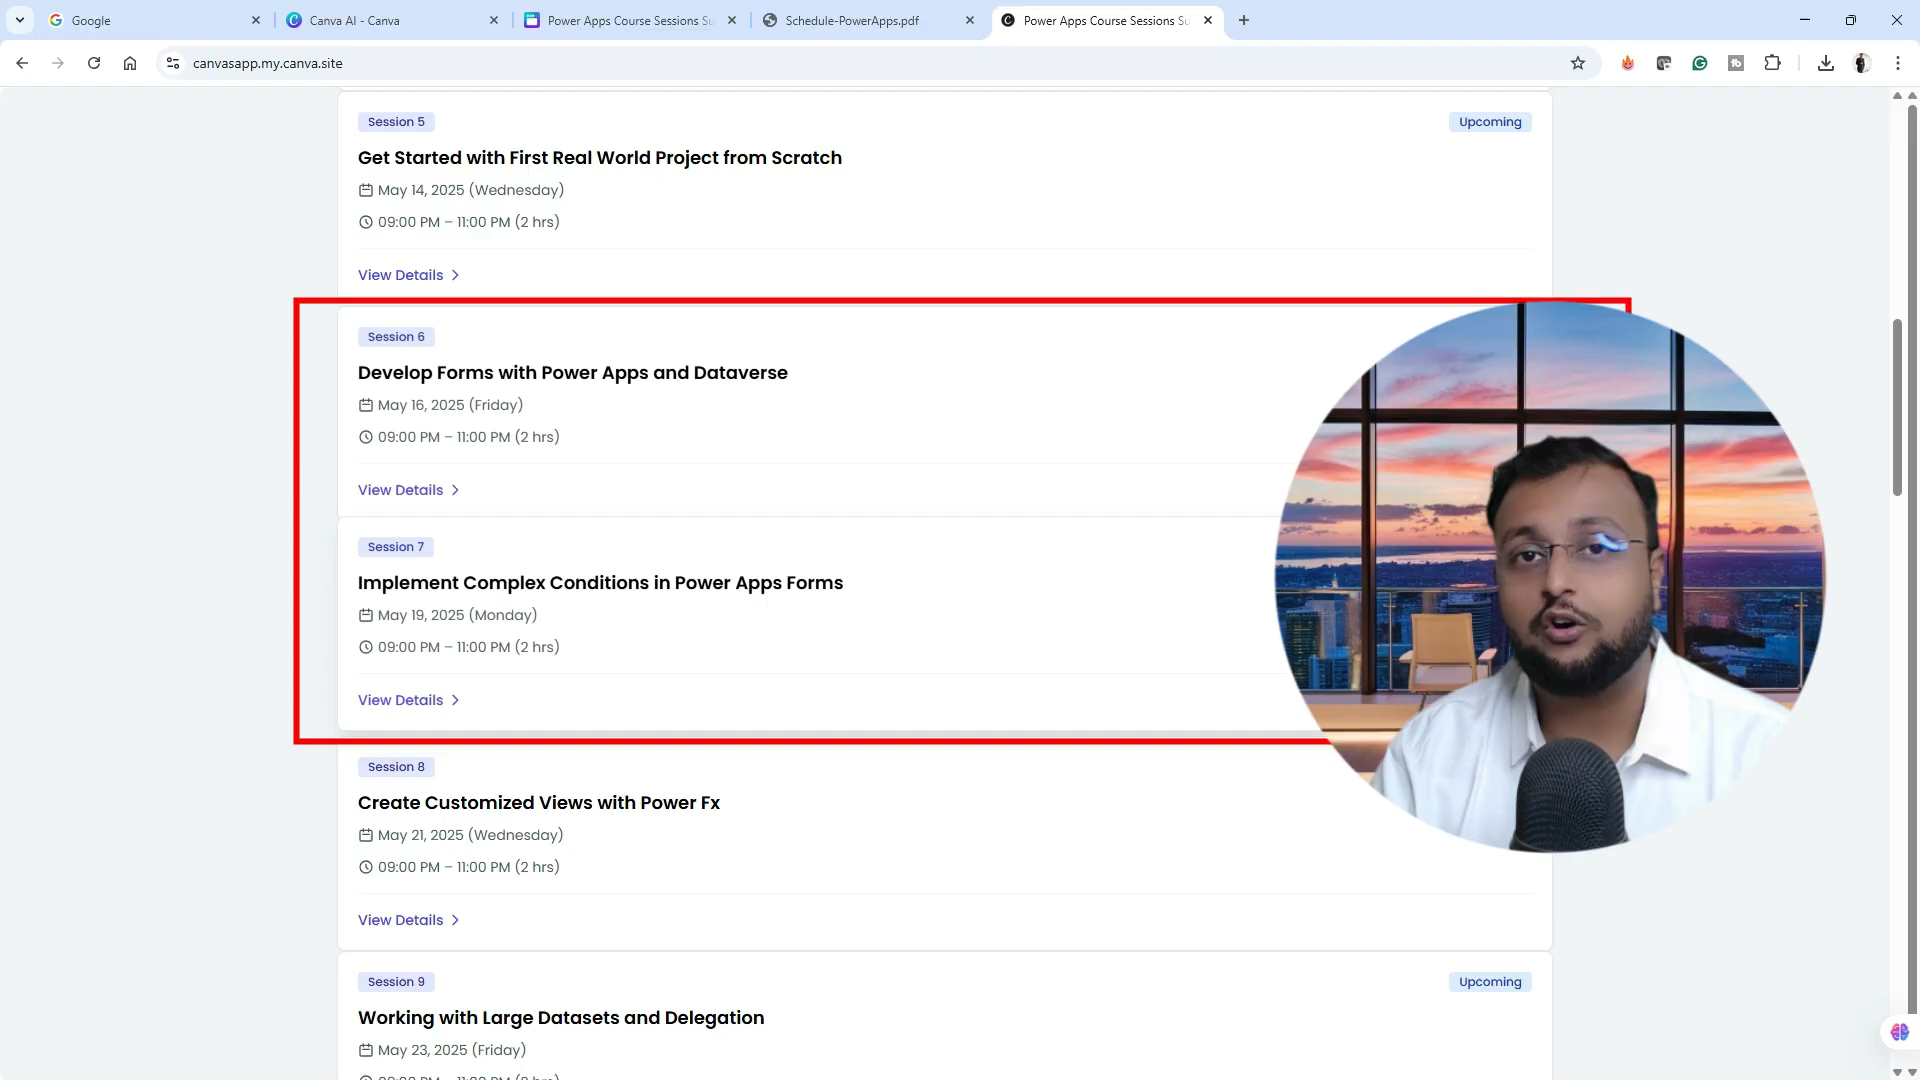 Google
Canva AI - Canva
Power Apps Course Sessions Su
Schedule-PowerApps.pdf
Power Apps Course Sessions Su
canvasapp.my.canva.site
Session 5
Upcoming
Get Started with First Real World Project from Scratch
May 14, 2025 (Wednesday)
09:00 PM – 11:00 PM (2 hrs)
View Details
Session 6
Develop Forms with Power Apps and Dataverse
May 16, 2025 (Friday)
09:00 PM – 11:00 PM (2 hrs)
View Details
Session 7
Implement Complex Conditions in Power Apps Forms
May 19, 2025 (Monday)
09:00 PM – 11:00 PM (2 hrs)
View Details
Session 8
Create Customized Views with Power Fx
May 21, 2025 (Wednesday)
09:00 PM – 11:00 PM (2 hrs)
View Details
Session 9
Upcoming
Working with Large Datasets and Delegation
May 23, 2025 (Friday)